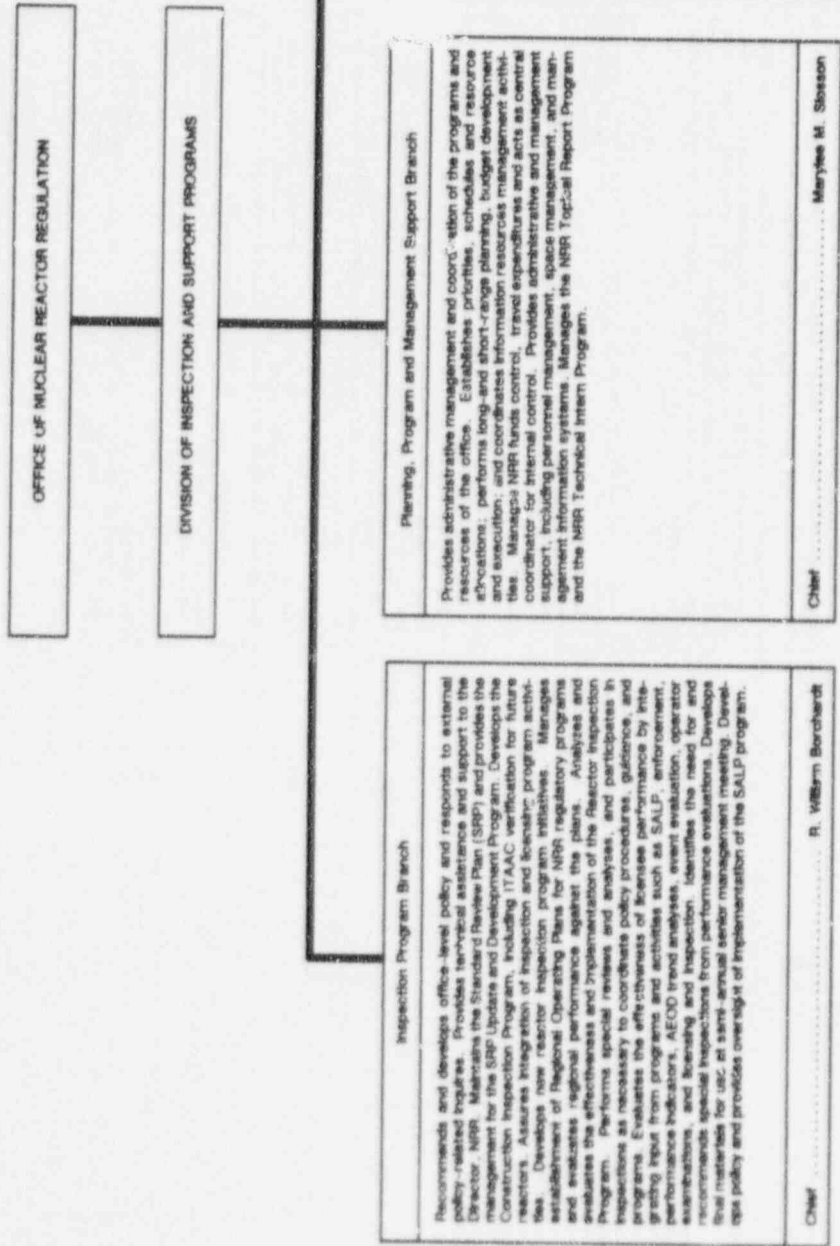 OFFICE OF NUCLEAR REACTOR REGULATION
DIVISION OF INSPECTION AND SUPPORT PROGRAMS
Inspection Program Branch
Recommends and develops office-level policy and responds to external
policy-related inquires. Provides technical assistance and support to the
Director, NRR. Maintains the Standard Review Plan (SRP) and provides the
management for the SRP Update and Development Program. Develops the
Construction Inspection Program, including ITAAC verification for future
reactors. Assures integration of inspection and licensing program activi-
ties. Develops new reactor inspection program initiatives. Manages
establishment of Regional Operating Plans for NRR regulatory programs
and evaluates regional performance against the plans. Analyzes and
evaluates the effectiveness and implementation of the Reactor Inspection
Program. Performs special reviews and analyses, and participates in
inspections as necessary to coordinate policy procedures, guidance, and
programs. Evaluates the effectiveness of licensee performance by inte-
grating input from programs and activities such as SALP, enforcement,
performance indicators, AEOD trend analyses, event evaluation, operator
examinations, and licensing and inspection. Identifies the need for and
recommends special inspections from performance evaluations. Develops
final materials for use at semi-annual senior management meeting. Devel-
ops policy and provides oversight of implementation of the SALP program.
Chief .................... R. William Borchardt
Planning, Program and Management Support Branch
Provides administrative management and coordination of the programs and
resources of the office. Establishes priorities, schedules and resource
allocations; performs long-and short-range planning, budget development
and execution; and coordinates information resources management activi-
ties. Manages NRR funds control, travel expenditures and acts as central
coordinator for internal control. Provides administrative and management
support, including personnel management, space management, and man-
agement information systems. Manages the NRR Topical Report Program
and the NRR Technical Intern Program.
Chief .................... Marylee M. Slosson